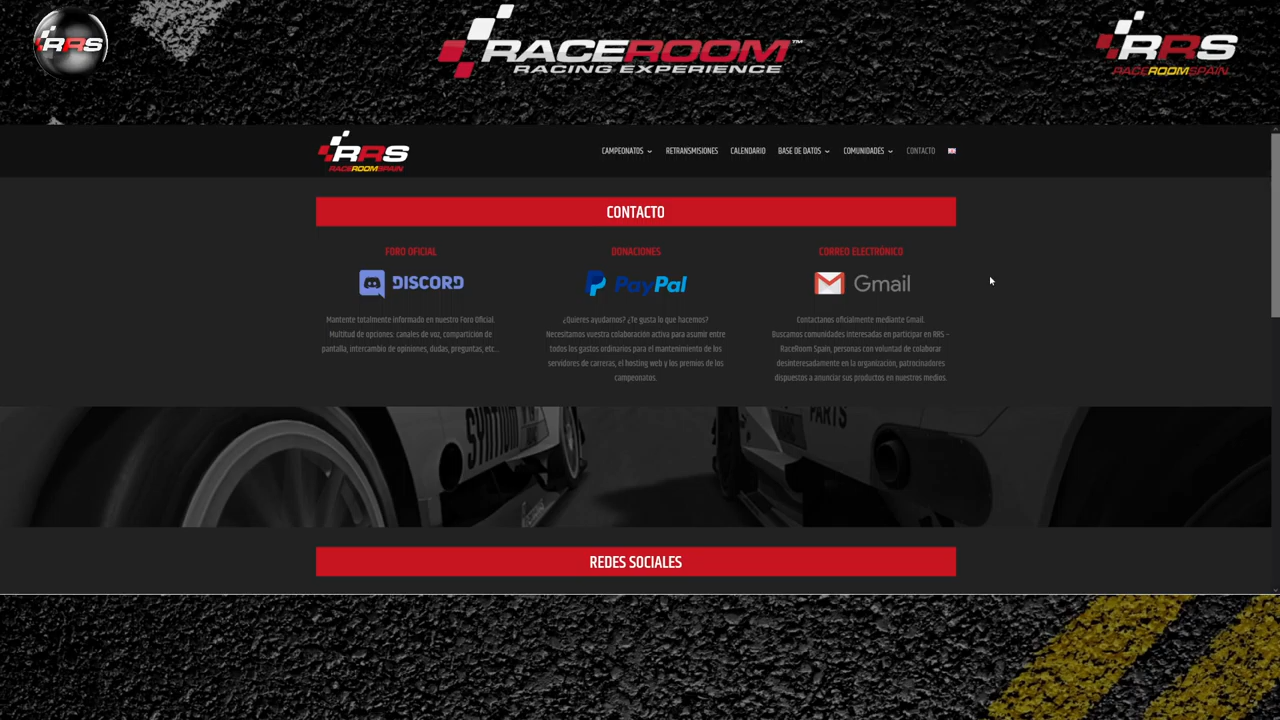 RRS
RACEROOM™
RACING EXPERIENCE
RRS
RACEROOMSPAIN
RRS
RACEROOMSPAIN
CAMPEONATOS
RETRANSMISIONES
CALENDARIO
BASE DE DATOS
COMUNIDADES
CONTACTO
CONTACTO
FORO OFICIAL
DISCORD
Mantente totalmente informado en nuestro Foro Oficial.
Multitud de opciones: canales de voz, compartición de
pantalla, intercambio de opiniones, dudas, preguntas, etc...
DONACIONES
PayPal
¿Quieres ayudarnos? ¿Te gusta lo que hacemos?
Necesitamos vuestra colaboración activa para asumir entre
todos los gastos ordinarios para el mantenimiento de los
servidores de carreras, el hosting web y los premios de los
campeonatos.
CORREO ELECTRÓNICO
Gmail
Contactanos oficialmente mediante Gmail.
Buscamos comunidades interesadas en participar en RRS –
RaceRoom Spain, personas con voluntad de colaborar
desinteresadamente en la organización, patrocinadores
dispuestos a anunciar sus productos en nuestros medios.
PARTS
REDES SOCIALES